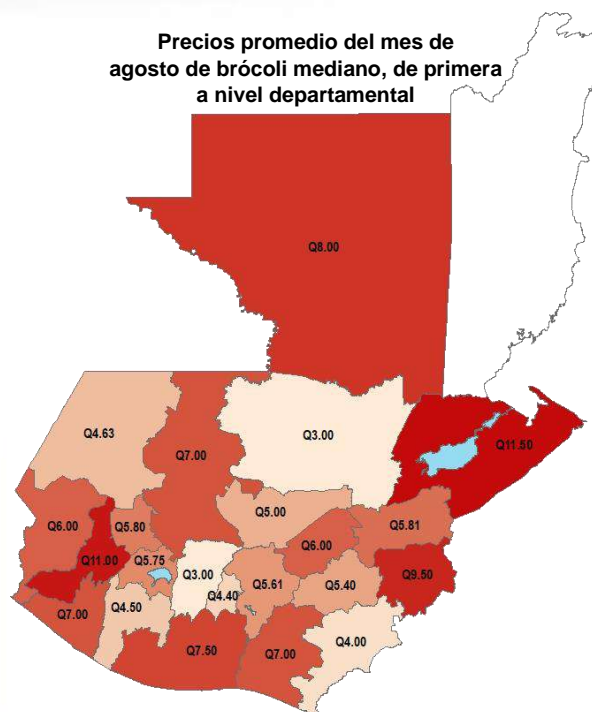 Precios promedio del mes de
agosto de brócoli mediano, de primera
a nivel departamental
Q8.00
Q4.63
Q7.00
Q3.00
Q11.50
Q5.00
Q6.00
Q5.80
Q5.81
Q6.00
Q11.00
Q5.75
Q3.00
Q5.61
Q5.40
Q9.50
Q4.40
Q7.00
Q4.50
Q7.50
Q7.00
Q4.00